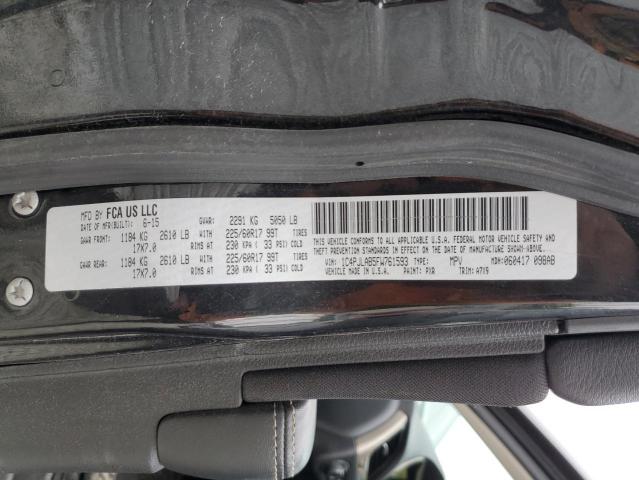 MFD BY FCA US LLC
DATE OF MFR(BUILT): 6-15 GVWR: 2291 KG 5050 LB
GAWR FRONT: 1184 KG 2610 LB WITH 225/60R17 99T TIRES
17X7.0 RIMS AT 230 KPA ( 33 PSI) COLD
GAWR REAR: 1184 KG 2610 LB WITH 225/60R17 99T TIRES
17X7.0 RIMS AT 230 KPA ( 33 PSI) COLD
THIS VEHICLE CONFORMS TO ALL APPLICABLE U.S.A. FEDERAL MOTOR VEHICLE SAFETY AND
THEFT PREVENTION STANDARDS IN EFFECT ON THE DATE OF MANUFACTURE SHOWN ABOVE.
VIN: 1C4PJLAB5FW761593 TYPE: MPV MDH: 060417 098AB
VEHICLE MADE IN U.S.A. PAINT: PXR TRIM: A7X9